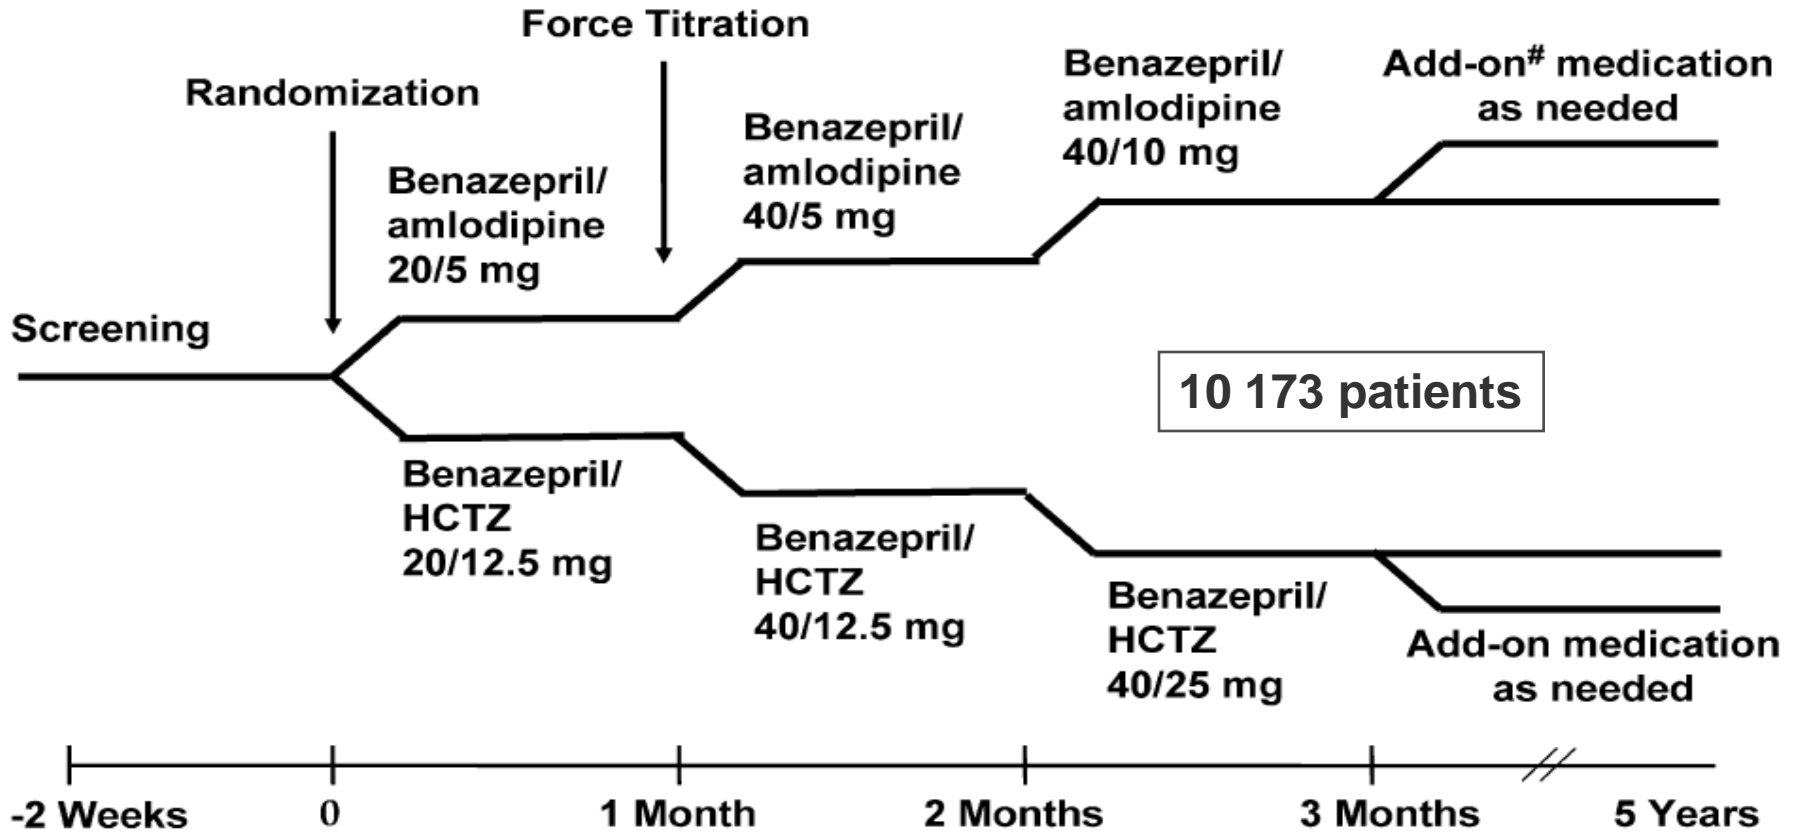 Force Titration
Randomization
Benazepril/
amlodipine
20/5 mg
Benazepril/
amlodipine
40/5 mg
Benazepril/
amlodipine
40/10 mg
Add-on# medication
as needed
Screening
10 173 patients
Benazepril/
HCTZ
20/12.5 mg
Benazepril/
HCTZ
40/12.5 mg
Benazepril/
HCTZ
40/25 mg
Add-on medication
as needed
-2 Weeks
0
1 Month
2 Months
3 Months
5 Years